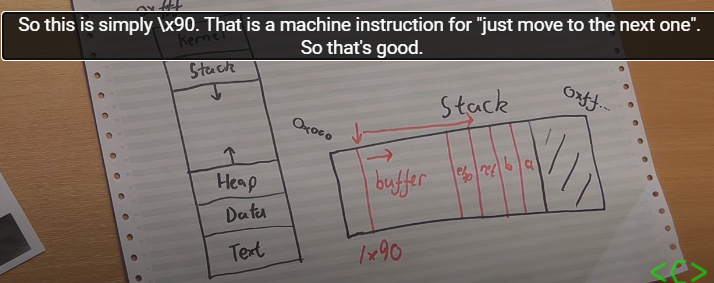 So this is simply \x90. That is a machine instruction for "just move to the next one".
So that's good.
0xfff
Kernel
Stack
Heap
Data
Text
Stack
0x000
0xff...
buffer
ebp
ret
b
a
\x90
<C>